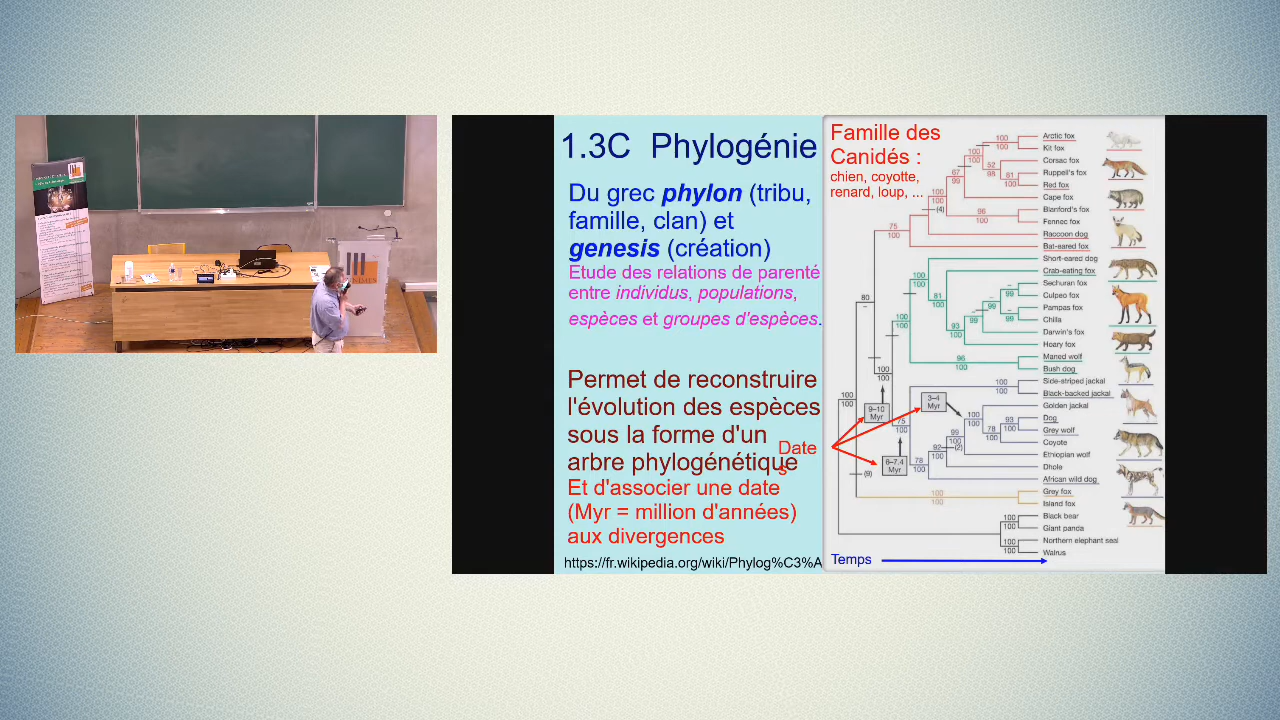 1.3C Phylogénie
Du grec phylon (tribu,
famille, clan) et
genesis (création)
Etude des relations de parenté
entre individus, populations,
espèces et groupes d'espèces.
Permet de reconstruire
l'évolution des espèces
sous la forme d'un
arbre phylogénétique
Et d'associer une date
(Myr = million d'années)
aux divergences
https://fr.wikipedia.org/wiki/Phylog%C3%A
Date
s
Famille des
Canidés :
chien, coyotte,
renard, loup, ...
Arctic fox
Kit fox
Corsac fox
Ruppell's fox
Red fox
Cape fox
Blanford's fox
Fennec fox
Raccoon dog
Bat-eared fox
Short-eared dog
Crab-eating fox
Sechuran fox
Culpeo fox
Pampas fox
Chilla
Darwin's fox
Hoary fox
Maned wolf
Bush dog
Side-striped jackal
Black-backed jackal
Golden jackal
Dog
Grey wolf
Coyote
Ethiopian wolf
Dhole
African wild dog
Grey fox
Island fox
Black bear
Giant panda
Northern elephant seal
Walrus
9–10
Myr
3–4
Myr
6–7,4
Myr
Temps